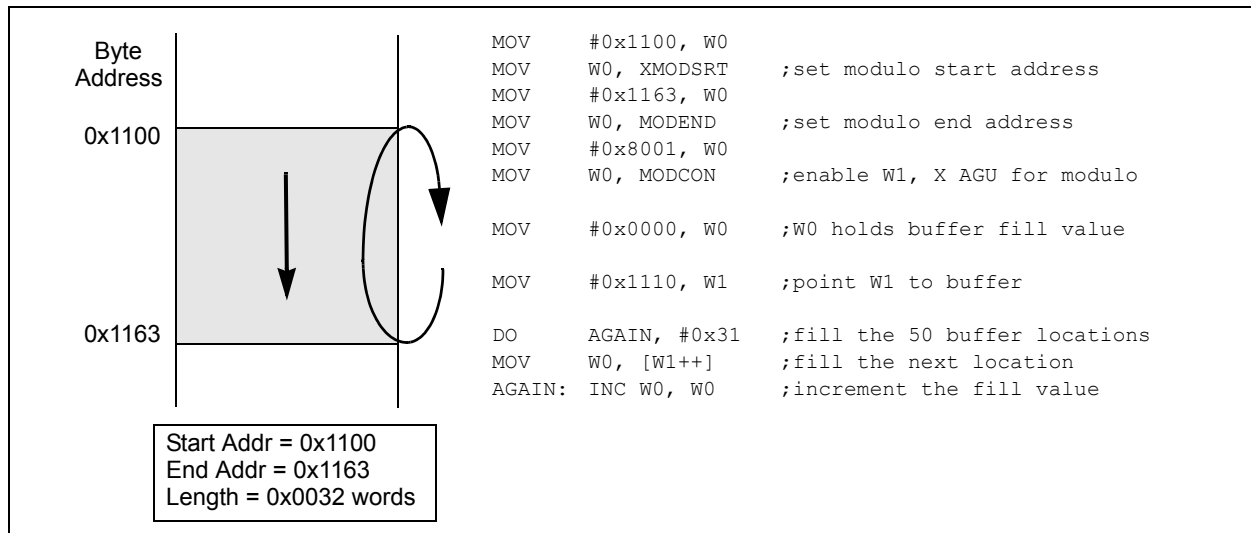 Byte
Address
0x1100
0x1163
Start Addr = 0x1100
End Addr = 0x1163
Length = 0x0032 words
MOV #0x1100, W0
MOV W0, XMODSRT ;set modulo start address
MOV #0x1163, W0
MOV W0, MODEND ;set modulo end address
MOV #0x8001, W0
MOV W0, MODCON ;enable W1, X AGU for modulo
MOV #0x0000, W0 ;W0 holds buffer fill value
MOV #0x1110, W1 ;point W1 to buffer
DO AGAIN, #0x31 ;fill the 50 buffer locations
MOV W0, [W1++] ;fill the next location
AGAIN: INC W0, W0 ;increment the fill value